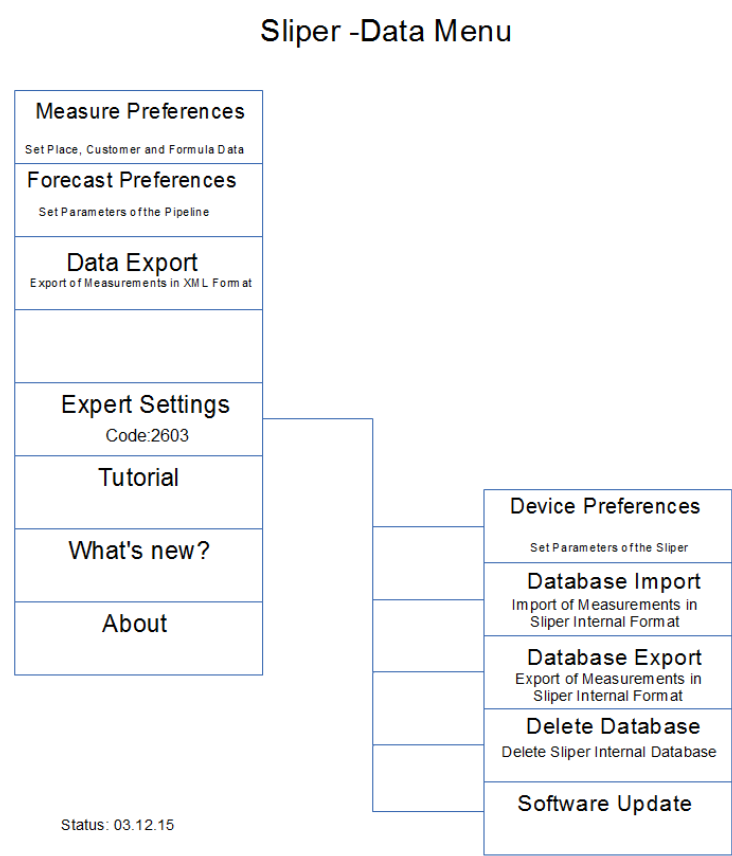 Sliper -Data Menu
Measure Preferences
Set Place, Customer and Formula Data
Forecast Preferences
Set Parameters of the Pipeline
Data Export
Export of Measurements in XML Format
Expert Settings
Code:2603
Tutorial
What's new?
About
Device Preferences
Set Parameters of the Sliper
Database Import
Import of Measurements in
Sliper Internal Format
Database Export
Export of Measurements in
Sliper Internal Format
Delete Database
Delete Sliper Internal Database
Software Update
Status: 03.12.15